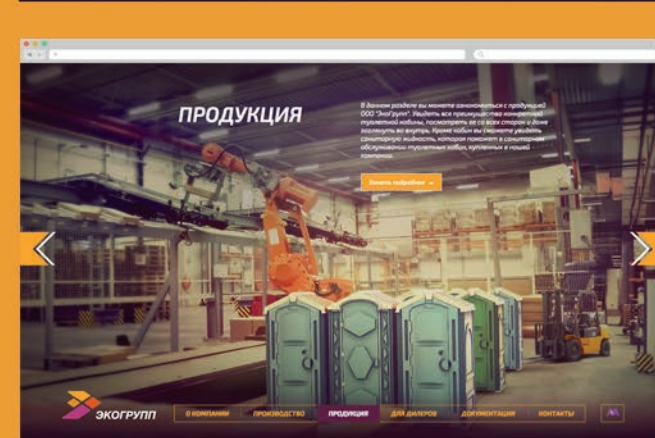 ПРОДУКЦИЯ
В данном разделе вы можете ознакомиться с продукцией
ООО "ЭкоГрупп". Увидеть все преимущества конкретной
туалетной кабины, посмотреть ее со всех сторон и даже
заглянуть во внутрь. Кроме кабин вы сможете увидеть
санитарную жидкость, которая поможет в санитарном
обслуживании туалетных кабин, купленных в нашей
компании.
Узнать подробнее
ЭКОГРУПП
О КОМПАНИИ ПРОИЗВОДСТВО ПРОДУКЦИЯ ДЛЯ ДИЛЕРОВ ДОКУМЕНТАЦИЯ КОНТАКТЫ